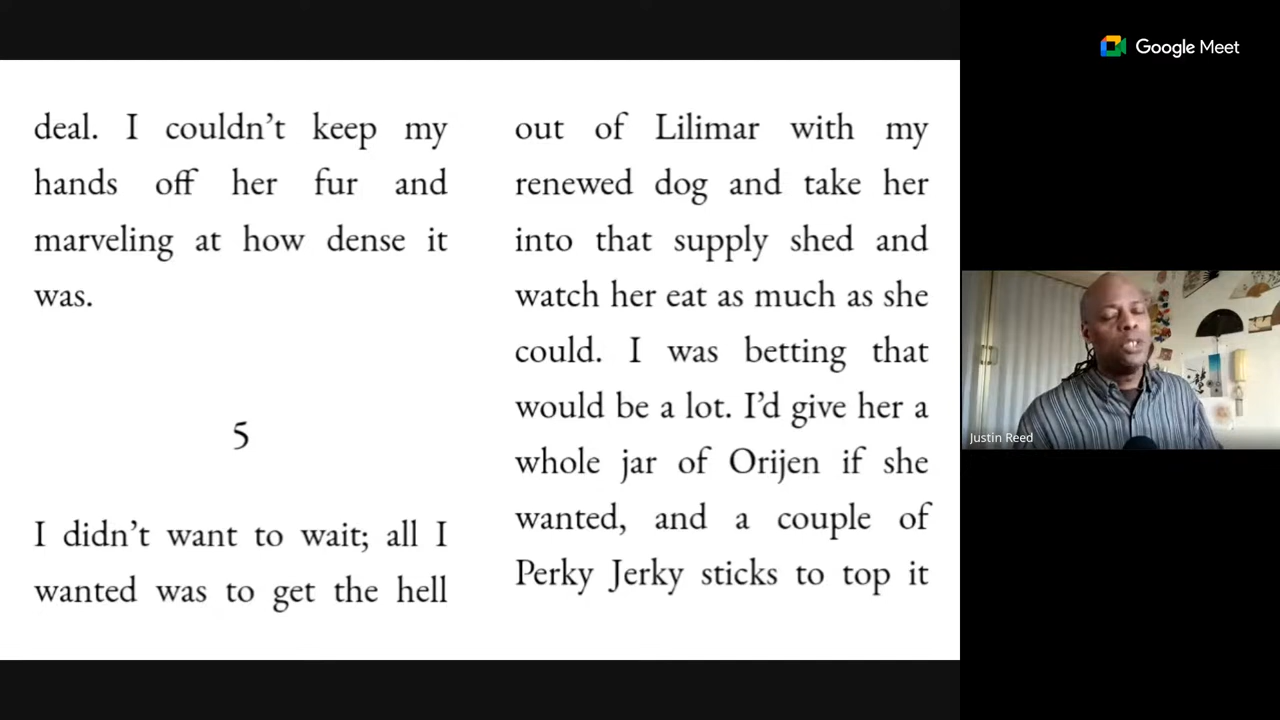 deal. I couldn’t keep my
hands off her fur and
marveling at how dense it
was.
5
I didn’t want to wait; all I
wanted was to get the hell
out of Lilimar with my
renewed dog and take her
into that supply shed and
watch her eat as much as she
could. I was betting that
would be a lot. I’d give her a
whole jar of Orijen if she
wanted, and a couple of
Perky Jerky sticks to top it
Google Meet
Justin Reed